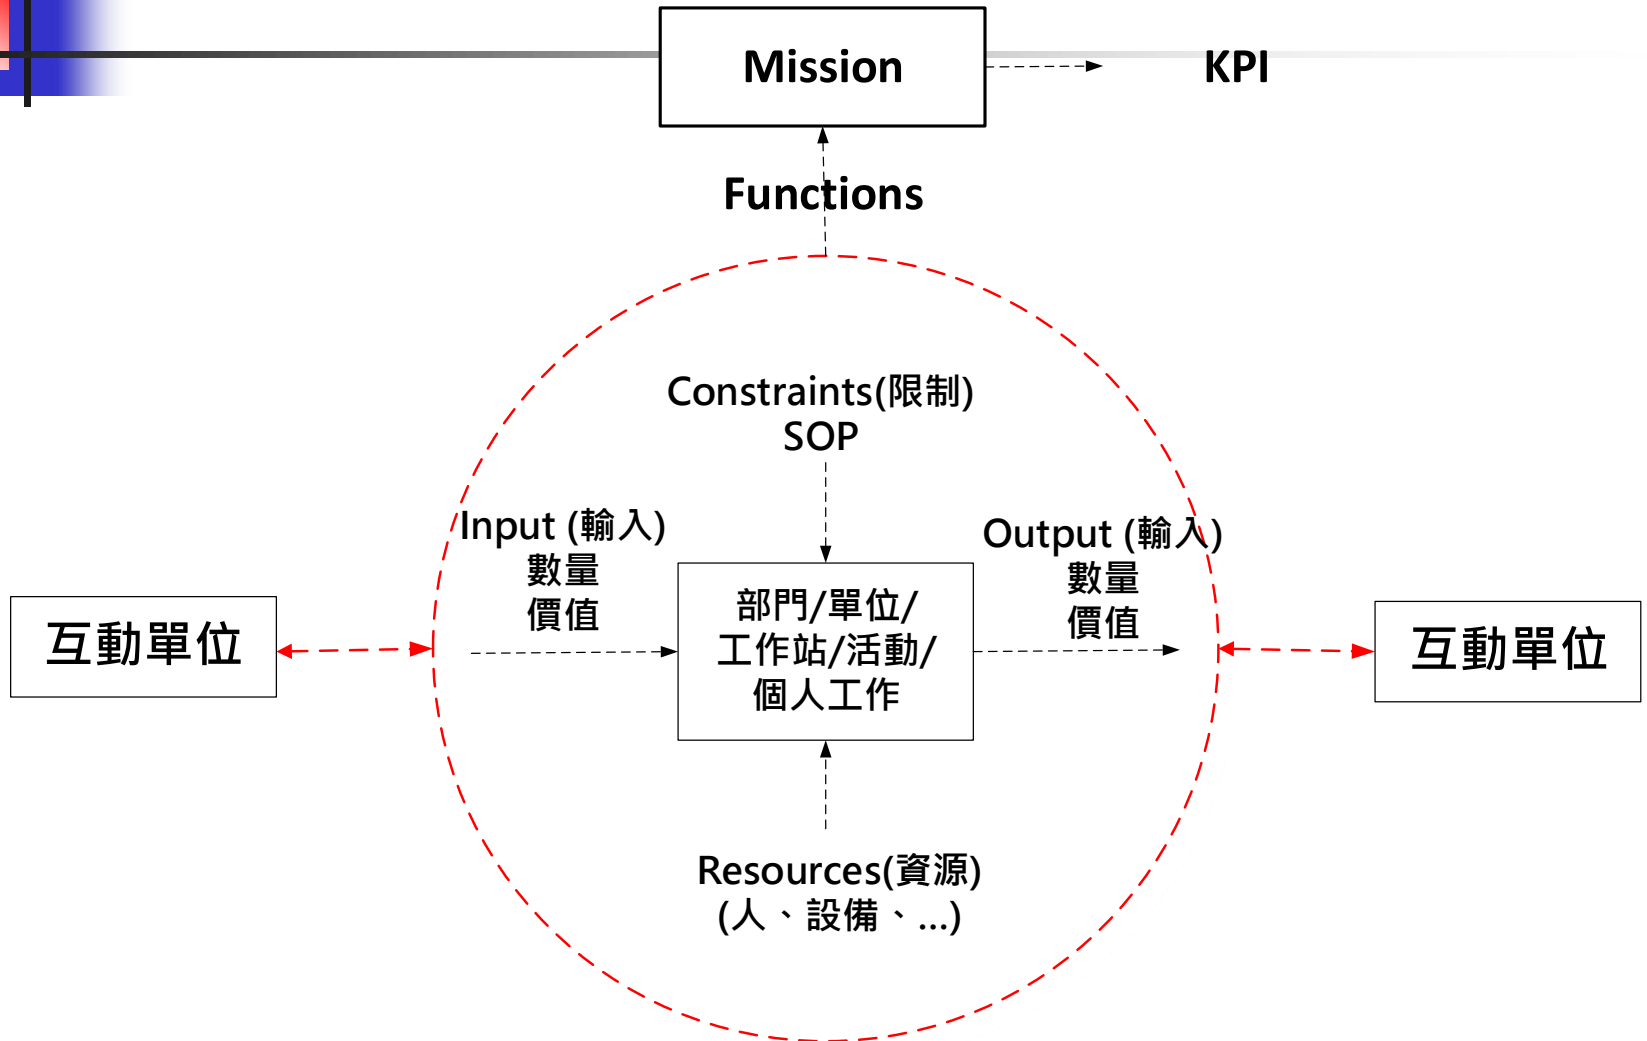 Mission
KPI
Functions
Constraints(限制)
SOP
Input (輸入)
數量
價值
Output (輸入)
數量
價值
部門/單位/
工作站/活動/
個人工作
互動單位
互動單位
Resources(資源)
(人、設備、...)